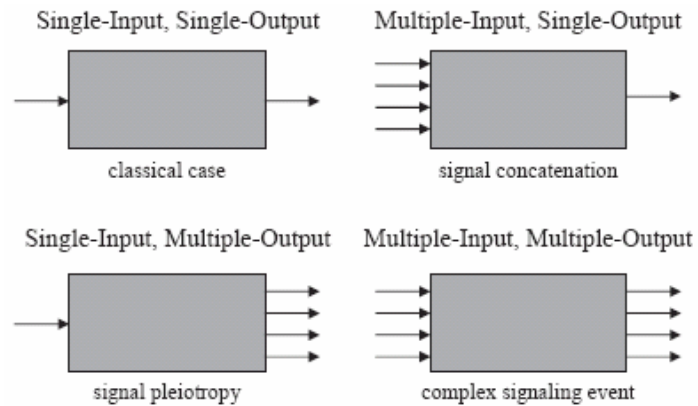 Single-Input, Single-Output
Multiple-Input, Single-Output
classical case
signal concatenation
Single-Input, Multiple-Output
Multiple-Input, Multiple-Output
signal pleiotropy
complex signaling event